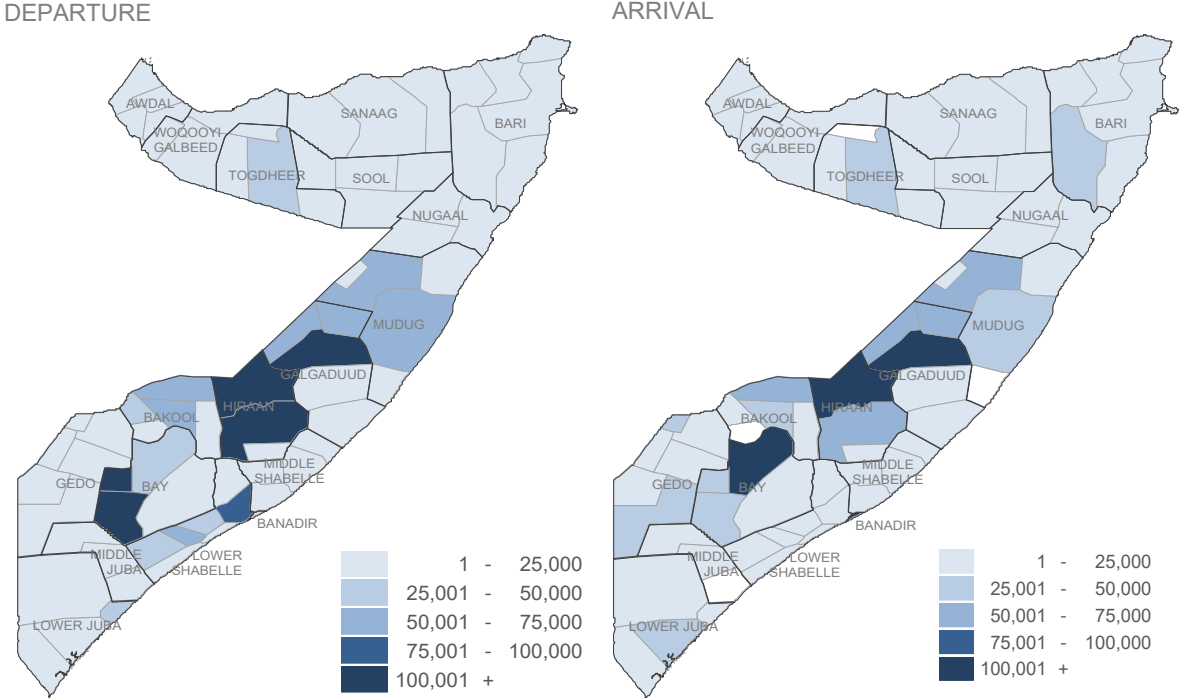 DEPARTURE
AWDAL
WOQOOYI
GALBEED
TOGDHEER
SANAAG
SOOL
BARI
NUGAAL
MUDUG
GALGADUUD
HIRAAN
BAKOOL
GEDO
BAY
MIDDLE
SHABELLE
BANADIR
MIDDLE
JUBA
LOWER
SHABELLE
LOWER JUBA
1 - 25,000
25,001 - 50,000
50,001 - 75,000
75,001 - 100,000
100,001 +
ARRIVAL
AWDAL
WOQOOYI
GALBEED
TOGDHEER
SANAAG
SOOL
BARI
NUGAAL
MUDUG
GALGADUUD
HIRAAN
BAKOOL
GEDO
BAY
MIDDLE
SHABELLE
BANADIR
MIDDLE
JUBA
LOWER
SHABELLE
LOWER JUBA
1 - 25,000
25,001 - 50,000
50,001 - 75,000
75,001 - 100,000
100,001 +